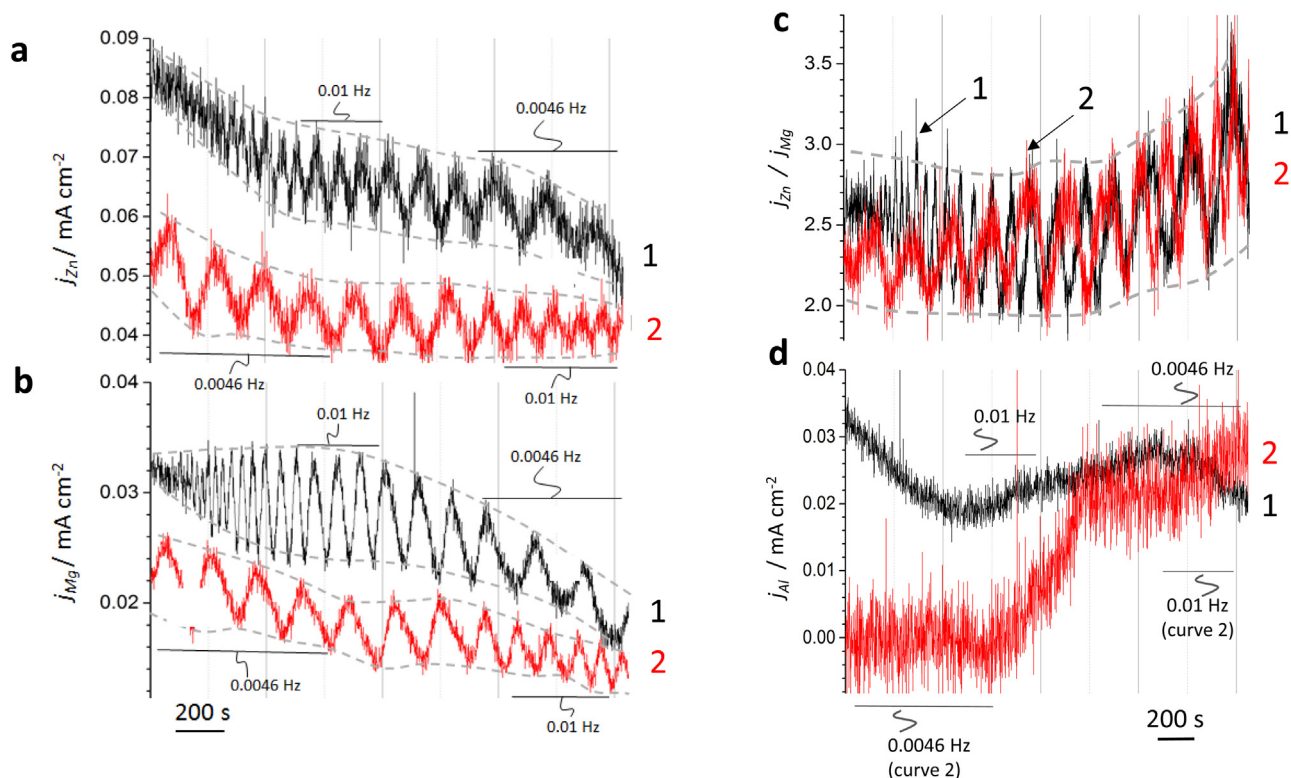 a
0.09
0.08
0.07
0.06
0.05
0.04
j_Zn / mA cm⁻²
0.01 Hz
0.0046 Hz
1
2
0.0046 Hz
0.01 Hz
b
0.04
0.03
0.02
j_Mg / mA cm⁻²
0.01 Hz
0.0046 Hz
1
2
0.0046 Hz
0.01 Hz
200 s
c
3.5
3.0
2.5
2.0
j_Zn / j_Mg
1
2
1
2
d
0.04
0.03
0.02
0.01
0.00
j_Al / mA cm⁻²
0.0046 Hz
0.01 Hz
2
1
0.01 Hz
(curve 2)
0.0046 Hz
(curve 2)
200 s